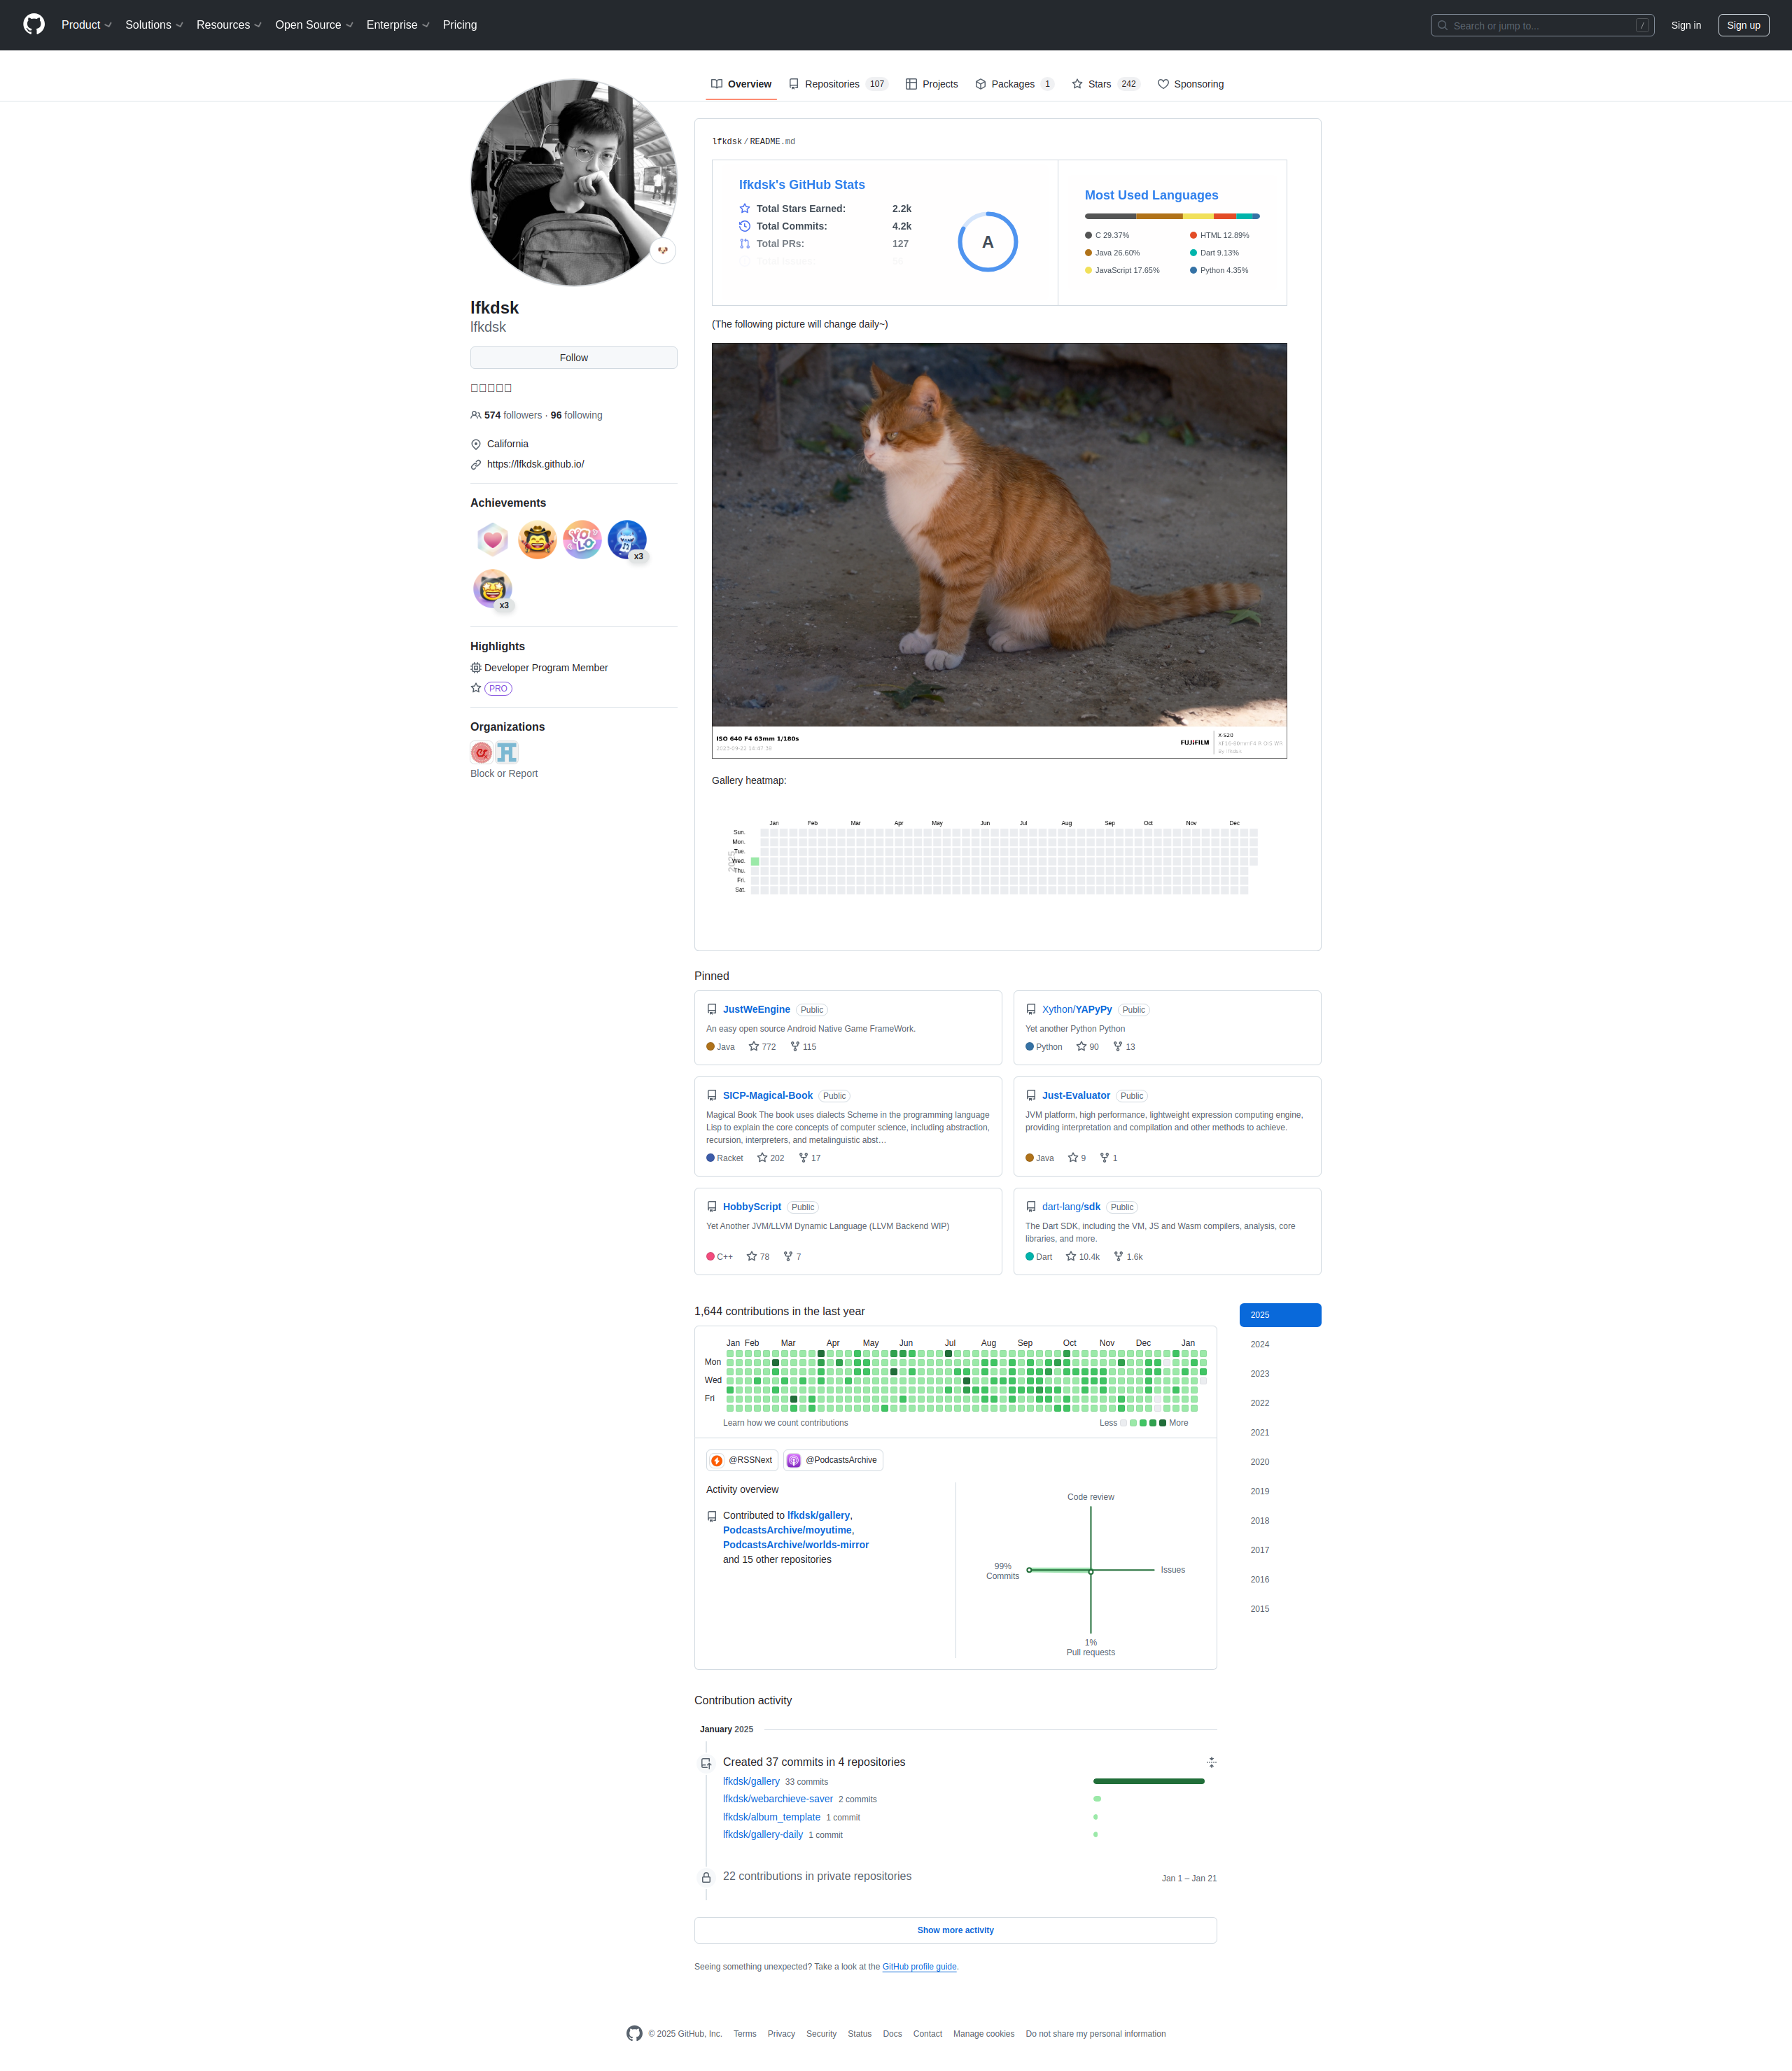 Product Solutions Resources Open Source Enterprise Pricing Search or jump to... / Sign in Sign up
Overview Repositories 107 Projects Packages 1 Stars 242 Sponsoring
lfkdsk
lfkdsk
Follow
574 followers · 96 following
California
https://lfkdsk.github.io/
Achievements
YOLO
x3
x3
Highlights
Developer Program Member
PRO
Organizations
Block or Report
lfkdsk/README.md
lfkdsk's GitHub Stats
Total Stars Earned: 2.2k
Total Commits: 4.2k
Total PRs: 127
A
Most Used Languages
C 29.37% HTML 12.89%
Java 26.60% Dart 9.13%
JavaScript 17.65% Python 4.35%
(The following picture will change daily~)
ISO 640 F4 63mm 1/180s
FUJIFILM
X-S20
Gallery heatmap:
Jan Feb Mar Apr May Jun Jul Aug Sep Oct Nov Dec
Sun.
Mon.
Tue.
Wed.
Thu.
Fri.
Sat.
2025
Pinned
JustWeEngine Public
An easy open source Android Native Game FrameWork.
Java 772 115
Xython/YAPyPy Public
Yet another Python Python
Python 90 13
SICP-Magical-Book Public
Magical Book The book uses dialects Scheme in the programming language
Lisp to explain the core concepts of computer science, including abstraction,
recursion, interpreters, and metalinguistic abst…
Racket 202 17
Just-Evaluator Public
JVM platform, high performance, lightweight expression computing engine,
providing interpretation and compilation and other methods to achieve.
Java 9 1
HobbyScript Public
Yet Another JVM/LLVM Dynamic Language (LLVM Backend WIP)
C++ 78 7
dart-lang/sdk Public
The Dart SDK, including the VM, JS and Wasm compilers, analysis, core
libraries, and more.
Dart 10.4k 1.6k
1,644 contributions in the last year
Jan Feb Mar Apr May Jun Jul Aug Sep Oct Nov Dec Jan
Mon
Wed
Fri
Learn how we count contributions Less More
@RSSNext @PodcastsArchive
Activity overview
Contributed to lfkdsk/gallery,
PodcastsArchive/moyutime,
PodcastsArchive/worlds-mirror
and 15 other repositories
Code review
99%
Commits
Issues
1%
Pull requests
2025
2024
2023
2022
2021
2020
2019
2018
2017
2016
2015
Contribution activity
January 2025
Created 37 commits in 4 repositories
lfkdsk/gallery 33 commits
lfkdsk/webarchieve-saver 2 commits
lfkdsk/album_template 1 commit
lfkdsk/gallery-daily 1 commit
22 contributions in private repositories Jan 1 – Jan 21
Show more activity
Seeing something unexpected? Take a look at the GitHub profile guide.
© 2025 GitHub, Inc. Terms Privacy Security Status Docs Contact Manage cookies Do not share my personal information